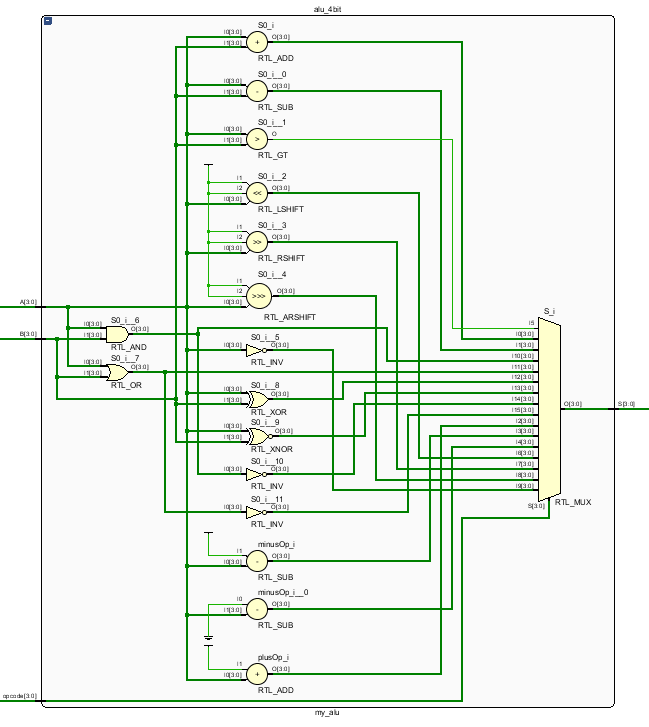 alu_4bit
S0_i
I0[3:0]
I1[3:0]
+
O[3:0]
RTL_ADD
S0_i__0
I0[3:0]
I1[3:0]
-
O[3:0]
RTL_SUB
S0_i__1
I0[3:0]
I1[3:0]
>
O
RTL_GT
S0_i__2
I1
I2
I0[3:0]
<<
O[3:0]
RTL_LSHIFT
S0_i__3
I1
I2
I0[3:0]
>>
O[3:0]
RTL_RSHIFT
S0_i__4
I1
I2
I0[3:0]
>>>
O[3:0]
RTL_ARSHIFT
A[3:0]
B[3:0]
S0_i__6
I0[3:0]
I1[3:0]
O[3:0]
RTL_AND
S0_i__7
I0[3:0]
I1[3:0]
O[3:0]
RTL_OR
S0_i__5
I0[3:0]
O[3:0]
RTL_INV
S0_i__8
I0[3:0]
I1[3:0]
O[3:0]
RTL_XOR
S0_i__9
I0[3:0]
I1[3:0]
O[3:0]
RTL_XNOR
S0_i__10
I0[3:0]
O[3:0]
RTL_INV
S0_i__11
I0[3:0]
O[3:0]
RTL_INV
S_i
I5
I0[3:0]
I1[3:0]
I10[3:0]
I11[3:0]
I12[3:0]
I13[3:0]
I14[3:0]
I15[3:0]
I2[3:0]
I3[3:0]
I4[3:0]
I6[3:0]
I7[3:0]
I8[3:0]
I9[3:0]
S[3:0]
O[3:0]
RTL_MUX
S[3:0]
minusOp_i
I1
I0[3:0]
-
O[3:0]
RTL_SUB
minusOp_i__0
I0
I1[3:0]
-
O[3:0]
RTL_SUB
plusOp_i
I1
I0[3:0]
+
O[3:0]
RTL_ADD
opcode[3:0]
my_alu